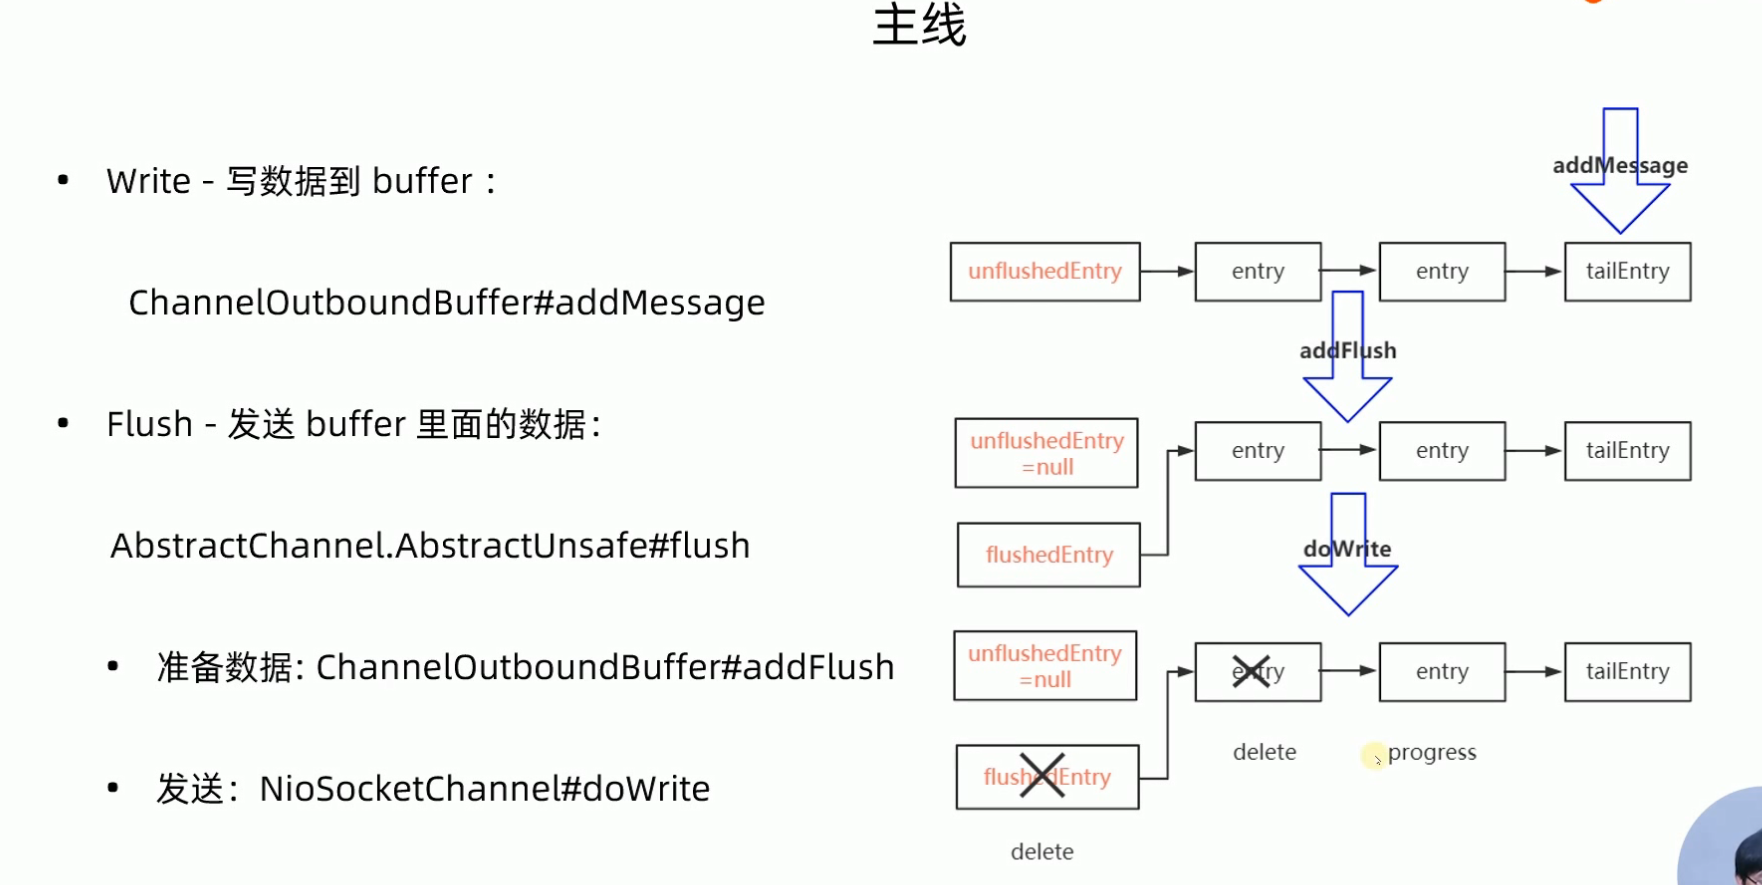 主线
• Write - 写数据到 buffer：
ChannelOutboundBuffer#addMessage
• Flush - 发送 buffer 里面的数据：
AbstractChannel.AbstractUnsafe#flush
• 准备数据: ChannelOutboundBuffer#addFlush
• 发送：NioSocketChannel#doWrite
addMessage
unflushedEntry
entry
entry
tailEntry
addFlush
unflushedEntry
=null
entry
entry
tailEntry
flushedEntry
doWrite
unflushedEntry
=null
entry
entry
tailEntry
delete
progress
flushedEntry
delete